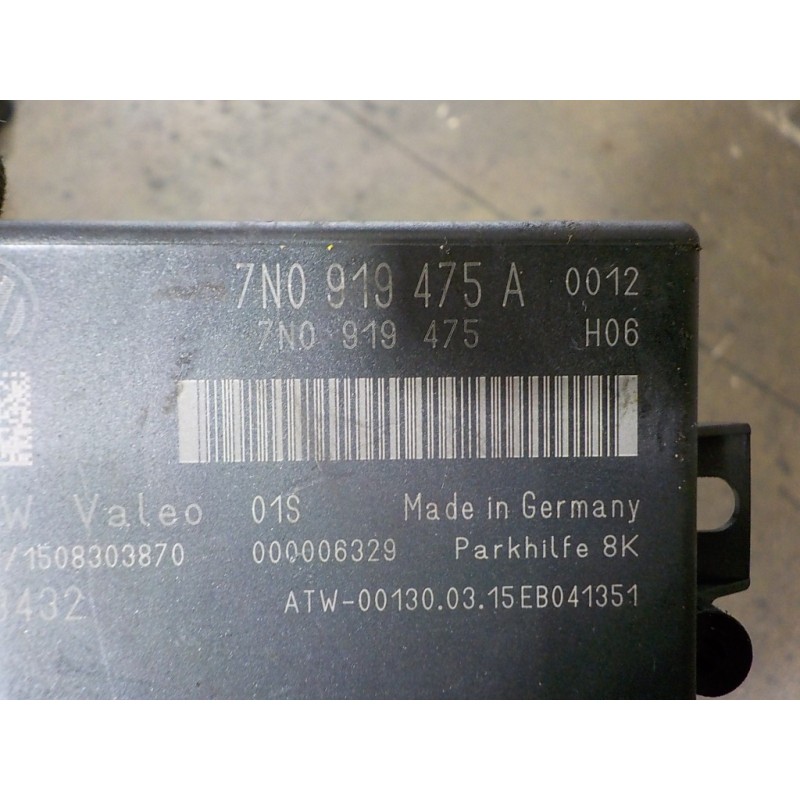 7N0 919 475 A 0012
7N0 919 475 H06
Valeo 01S Made in Germany
/1508303870 000006329 Parkhilfe 8K
432 ATW-00130.03.15EB041351